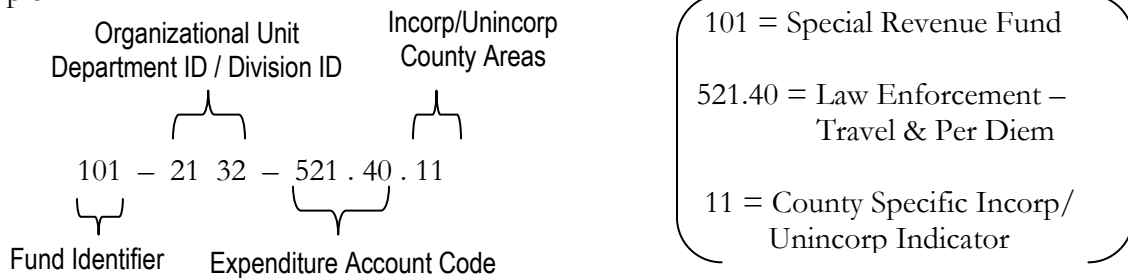 Organizational Unit
Department ID / Division ID
Incorp/Unincorp
County Areas
101 – 21 32 – 521 . 40 . 11
Fund Identifier
Expenditure Account Code
101 = Special Revenue Fund
521.40 = Law Enforcement –
Travel & Per Diem
11 = County Specific Incorp/
Unincorp Indicator